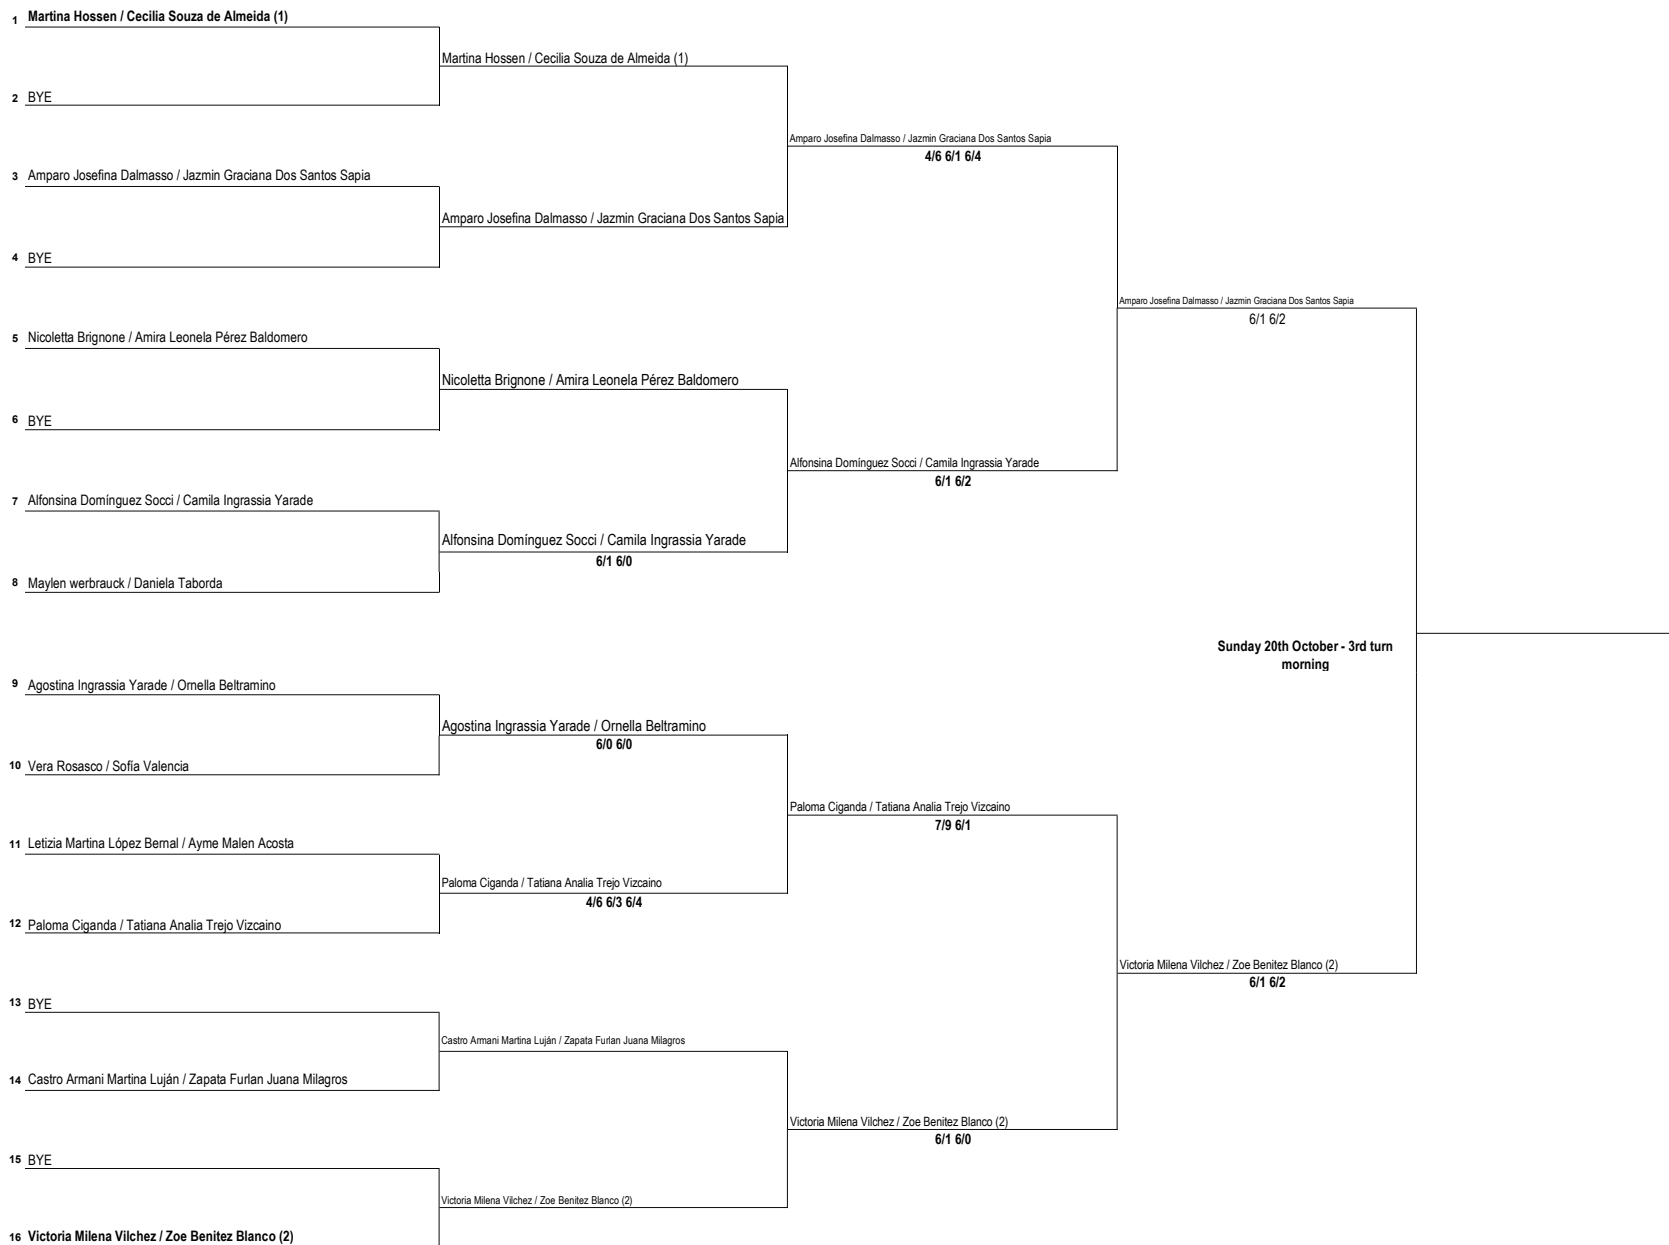 1 Martina Hossen / Cecilia Souza de Almeida (1)
Martina Hossen / Cecilia Souza de Almeida (1)
2 BYE
Amparo Josefina Dalmasso / Jazmin Graciana Dos Santos Sapia
4/6 6/1 6/4
3 Amparo Josefina Dalmasso / Jazmin Graciana Dos Santos Sapia
Amparo Josefina Dalmasso / Jazmin Graciana Dos Santos Sapia
4 BYE
Amparo Josefina Dalmasso / Jazmin Graciana Dos Santos Sapia
6/1 6/2
5 Nicoletta Brignone / Amira Leonela Pérez Baldomero
Nicoletta Brignone / Amira Leonela Pérez Baldomero
6 BYE
Alfonsina Domínguez Socci / Camila Ingrassia Yarade
6/1 6/2
7 Alfonsina Domínguez Socci / Camila Ingrassia Yarade
Alfonsina Domínguez Socci / Camila Ingrassia Yarade
6/1 6/0
8 Maylen werbrauck / Daniela Taborda
Sunday 20th October - 3rd turn
morning
9 Agostina Ingrassia Yarade / Ornella Beltramino
Agostina Ingrassia Yarade / Ornella Beltramino
6/0 6/0
10 Vera Rosasco / Sofía Valencia
Paloma Ciganda / Tatiana Analia Trejo Vizcaino
7/9 6/1
11 Letizia Martina López Bernal / Ayme Malen Acosta
Paloma Ciganda / Tatiana Analia Trejo Vizcaino
4/6 6/3 6/4
12 Paloma Ciganda / Tatiana Analia Trejo Vizcaino
Victoria Milena Vilchez / Zoe Benitez Blanco (2)
6/1 6/2
13 BYE
Castro Armani Martina Luján / Zapata Furlan Juana Milagros
14 Castro Armani Martina Luján / Zapata Furlan Juana Milagros
Victoria Milena Vilchez / Zoe Benitez Blanco (2)
6/1 6/0
15 BYE
Victoria Milena Vilchez / Zoe Benitez Blanco (2)
16 Victoria Milena Vilchez / Zoe Benitez Blanco (2)